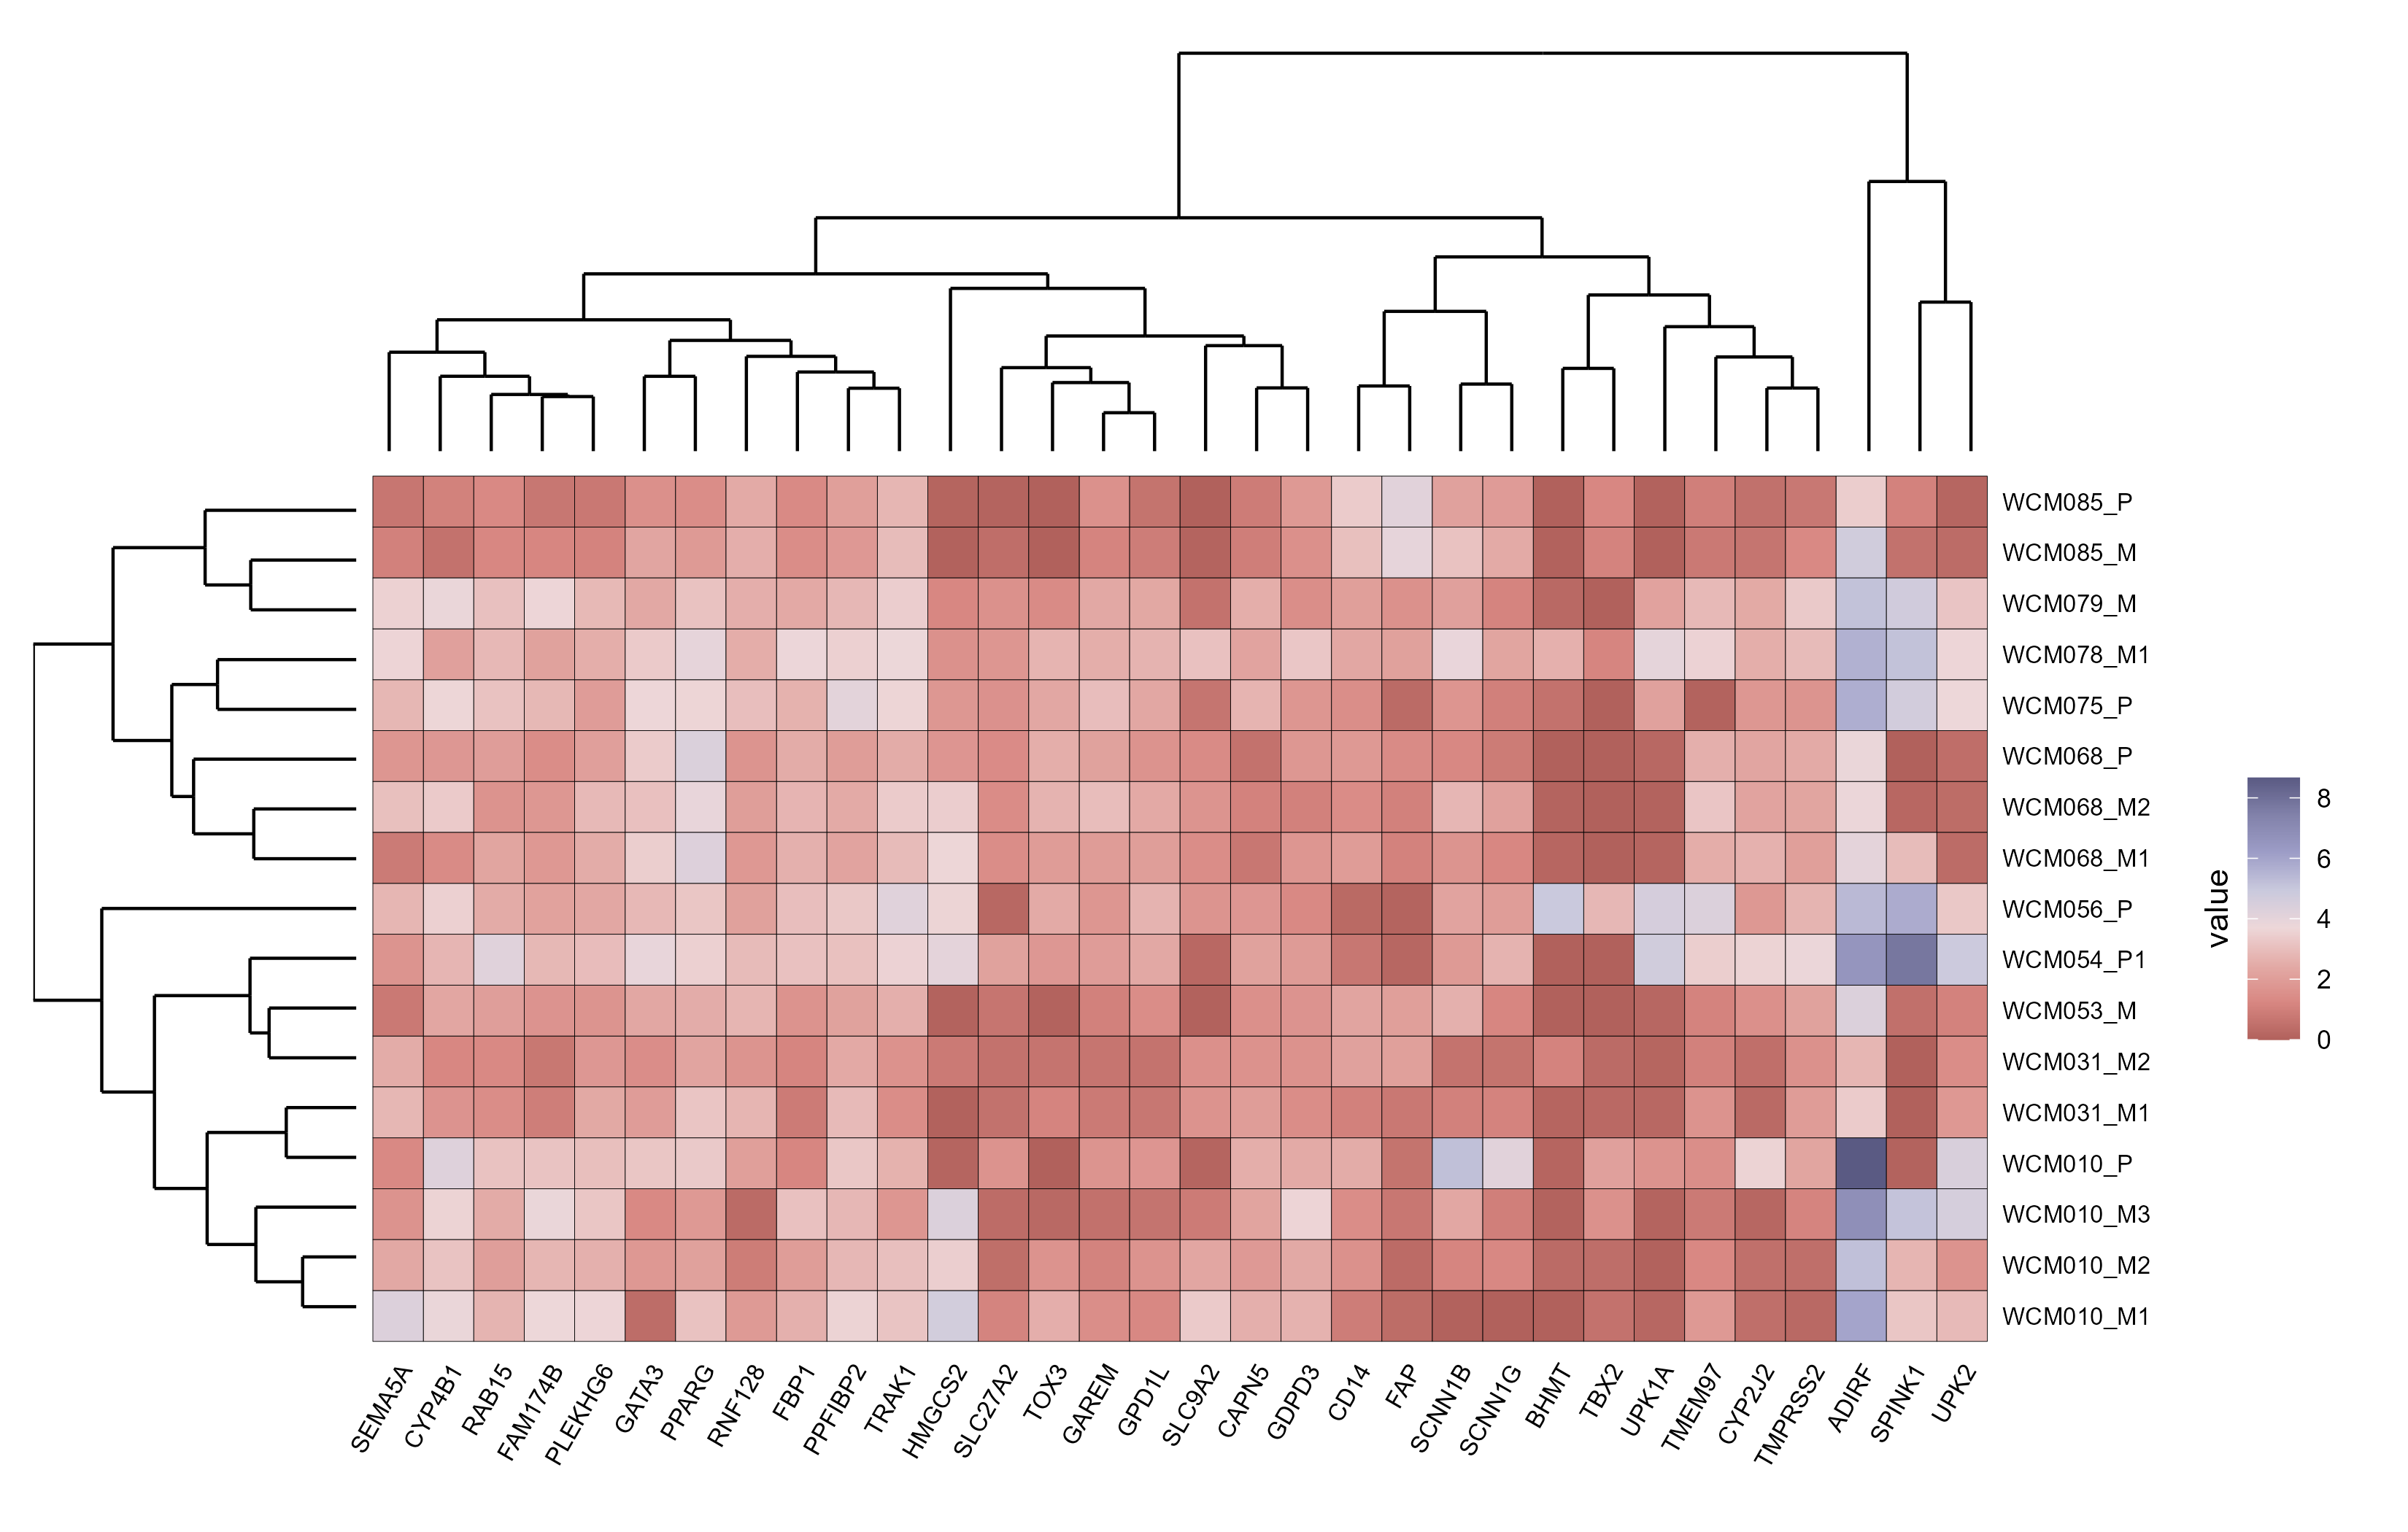 WCM085_P
WCM085_M
WCM079_M
WCM078_M1
WCM075_P
WCM068_P
WCM068_M2
WCM068_M1
WCM056_P
WCM054_P1
WCM053_M
WCM031_M2
WCM031_M1
WCM010_P
WCM010_M3
WCM010_M2
WCM010_M1
value
8
6
4
2
0
SEMA5A
CYP4B1
RAB15
FAM174B
PLEKHG6
GATA3
PPARG
RNF128
FBP1
PPFIBP2
TRAK1
HMGCS2
SLC27A2
TOX3
GAREM
GPD1L
SLC9A2
CAPN5
GDPD3
CD14
FAP
SCNN1B
SCNN1G
BHMT
TBX2
UPK1A
TMEM97
CYP2J2
TMPRSS2
ADIRF
SPINK1
UPK2